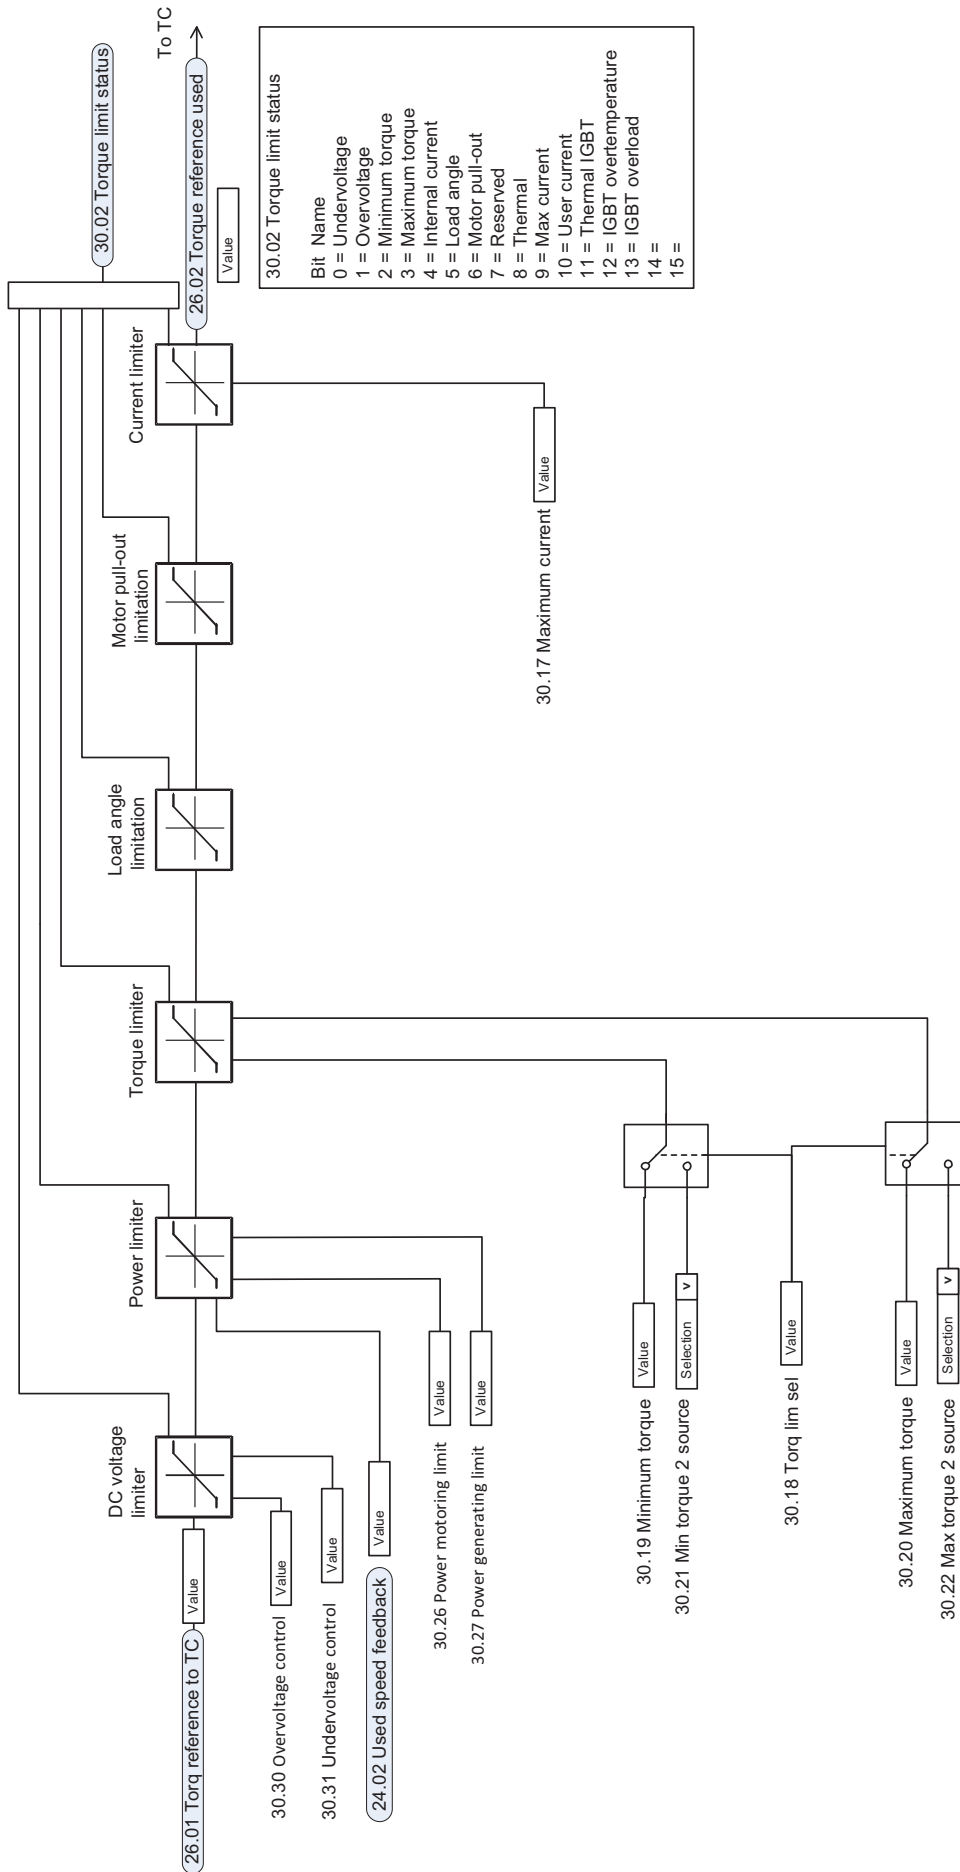 26.01 Torq reference to TC
Value
DC voltage
limiter
30.30 Overvoltage control
Value
30.31 Undervoltage control
Value
24.02 Used speed feedback
Value
Power limiter
30.26 Power motoring limit
Value
30.27 Power generating limit
Value
Torque limiter
30.19 Minimum torque
Value
30.21 Min torque 2 source
Selection
v
30.18 Torq lim sel
Value
30.20 Maximum torque
Value
30.22 Max torque 2 source
Selection
v
Load angle
limitation
Motor pull-out
limitation
Current limiter
30.17 Maximum current
Value
30.02 Torque limit status
26.02 Torque reference used
Value
To TC
30.02 Torque limit status
Bit Name
0 = Undervoltage
1 = Overvoltage
2 = Minimum torque
3 = Maximum torque
4 = Internal current
5 = Load angle
6 = Motor pull-out
7 = Reserved
8 = Thermal
9 = Max current
10 = User current
11 = Thermal IGBT
12 = IGBT overtemperature
13 = IGBT overload
14 =
15 =